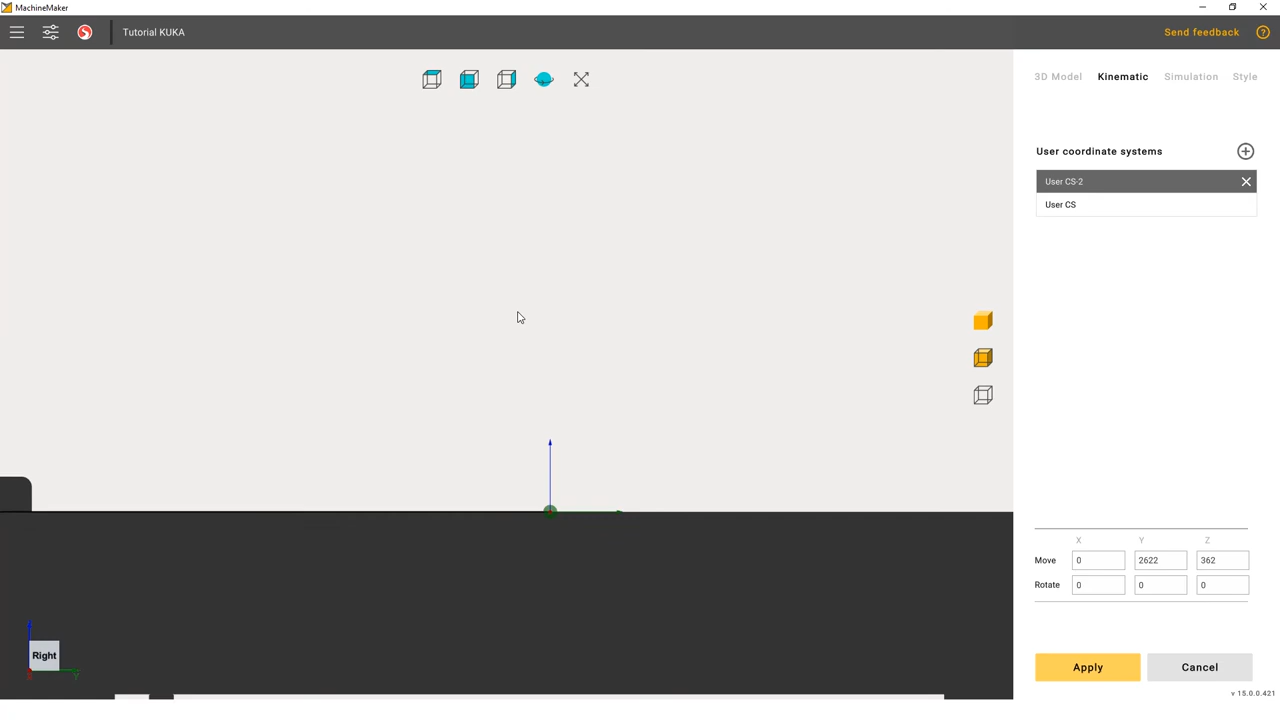 MachineMaker
Tutorial KUKA
Send feedback
3D Model Kinematic Simulation Style
User coordinate systems
User CS-2
User CS
X Y Z
Move 0 2622 362
Rotate 0 0 0
Right
Y
Apply Cancel
v 15.0.0.421